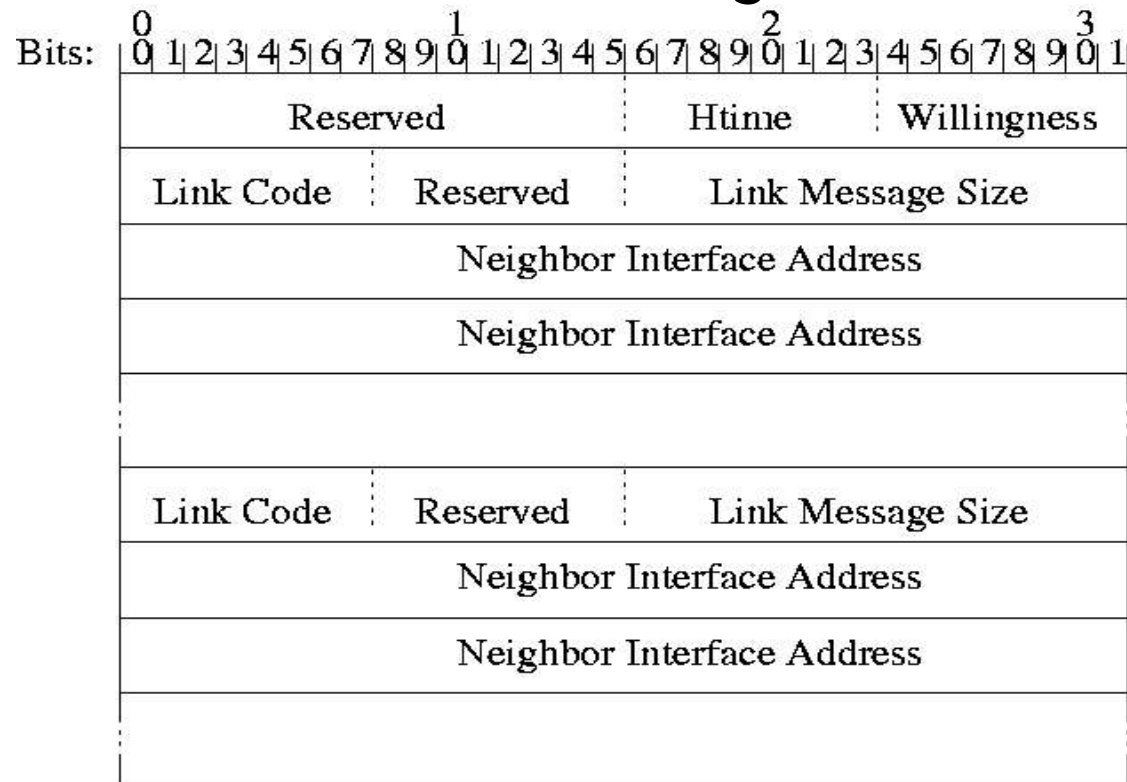 0 1 2 3
Bits: 0 1 2 3 4 5 6 7 8 9 0 1 2 3 4 5 6 7 8 9 0 1 2 3 4 5 6 7 8 9 0 1
Reserved Htime Willingness
Link Code Reserved Link Message Size
Neighbor Interface Address
Neighbor Interface Address
Link Code Reserved Link Message Size
Neighbor Interface Address
Neighbor Interface Address